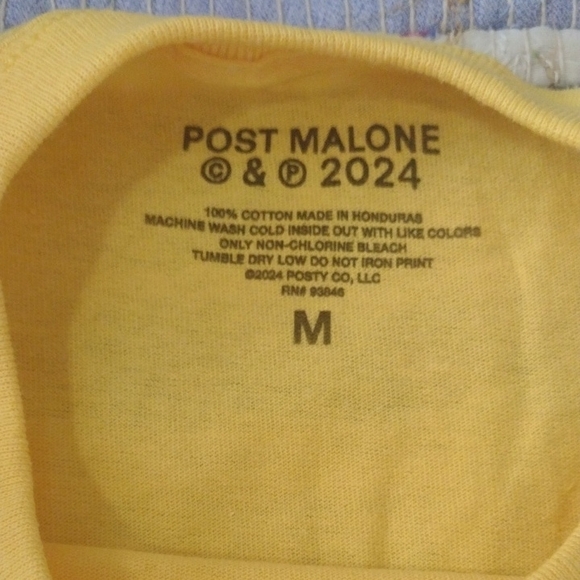 POST MALONE
© & ℗ 2024
100% COTTON MADE IN HONDURAS
MACHINE WASH COLD INSIDE OUT WITH LIKE COLORS
ONLY NON-CHLORINE BLEACH
TUMBLE DRY LOW DO NOT IRON PRINT
©2024 POSTY CO, LLC
RN# 93846
M